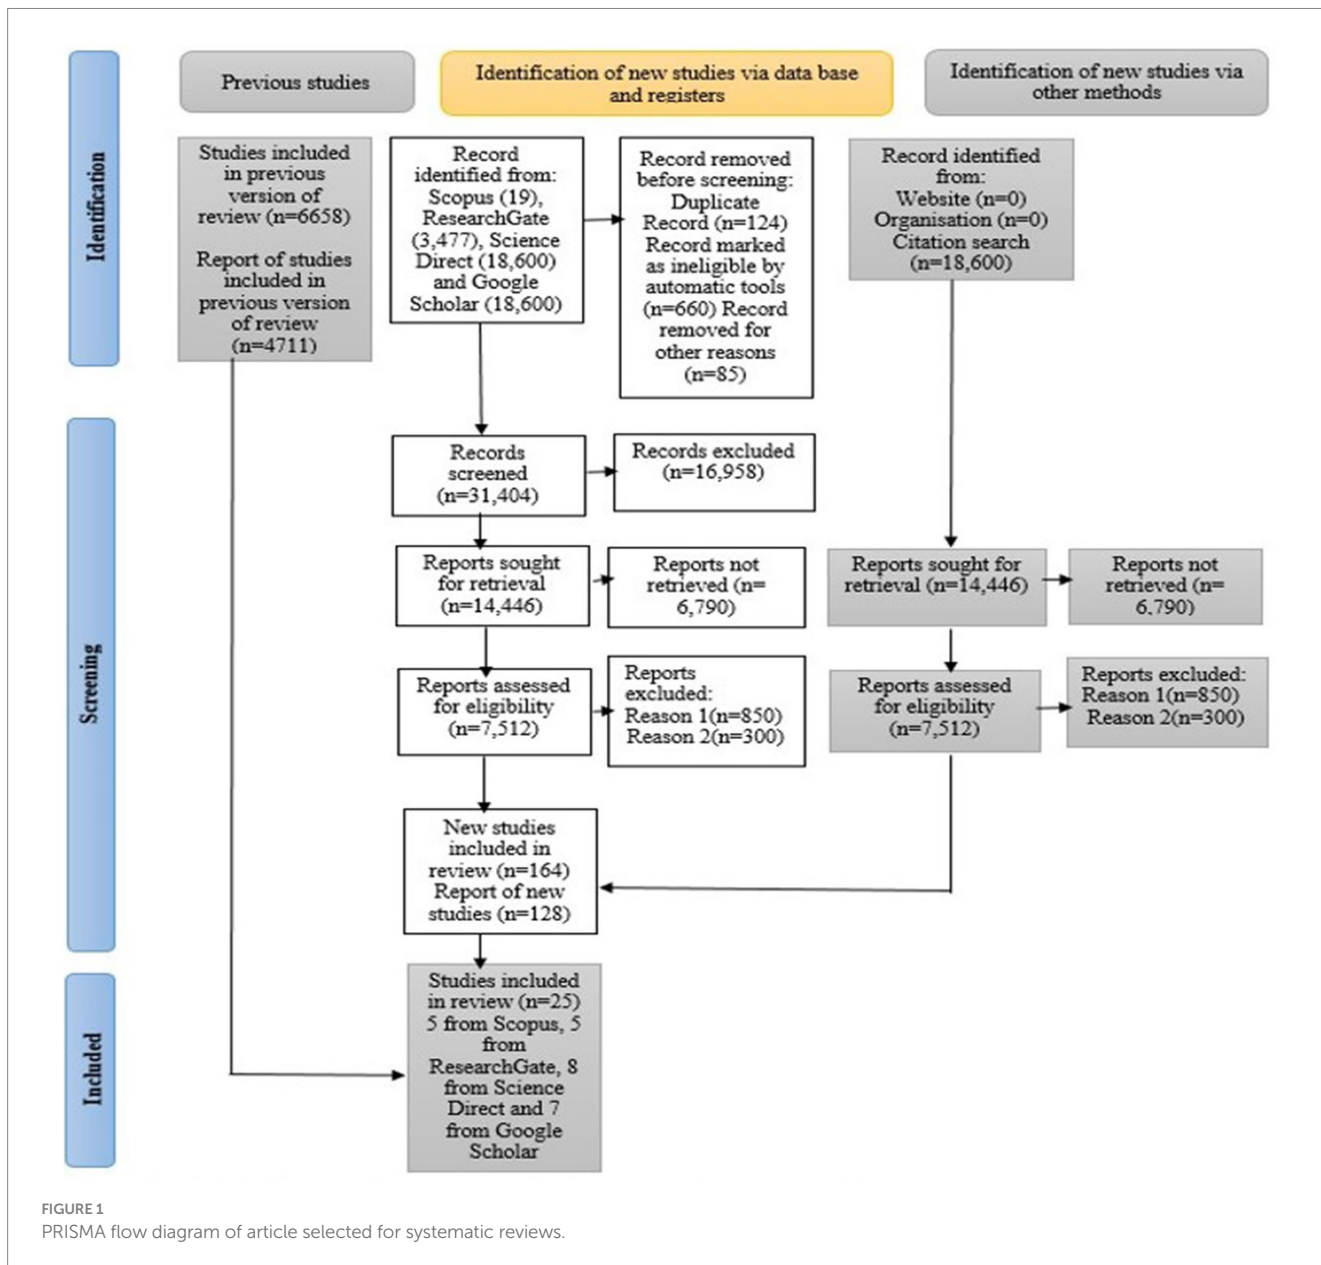 Identification
Previous studies
Identification of new studies via data base
and registers
Identification of new studies via
other methods
Studies included
in previous
version of
review (n=6658)
Report of studies
included in
previous version
of review
(n=4711)
Record
identified from:
Scopus (19),
ResearchGate
(3,477), Science
Direct (18,600)
and Google
Scholar (18,600)
Record removed
before screening:
Duplicate
Record (n=124)
Record marked
as ineligible by
automatic tools
(n=660) Record
removed for
other reasons
(n=85)
Record identified
from:
Website (n=0)
Organisation (n=0)
Citation search
(n=18,600)
Screening
Records
screened
(n=31,404)
Records excluded
(n=16,958)
Reports sought
for retrieval
(n=14,446)
Reports not
retrieved (n=
6,790)
Reports sought for
retrieval (n=14,446)
Reports not
retrieved (n=
6,790)
Reports assessed
for eligibility
(n=7,512)
Reports
excluded:
Reason 1(n=850)
Reason 2(n=300)
Reports assessed
for eligibility
(n=7,512)
Reports excluded:
Reason 1(n=850)
Reason 2(n=300)
New studies
included in
review (n=164)
Report of new
studies (n=128)
Included
Studies included
in review (n=25)
5 from Scopus, 5
from
ResearchGate, 8
from Science
Direct and 7
from Google
Scholar
FIGURE 1
PRISMA flow diagram of article selected for systematic reviews.